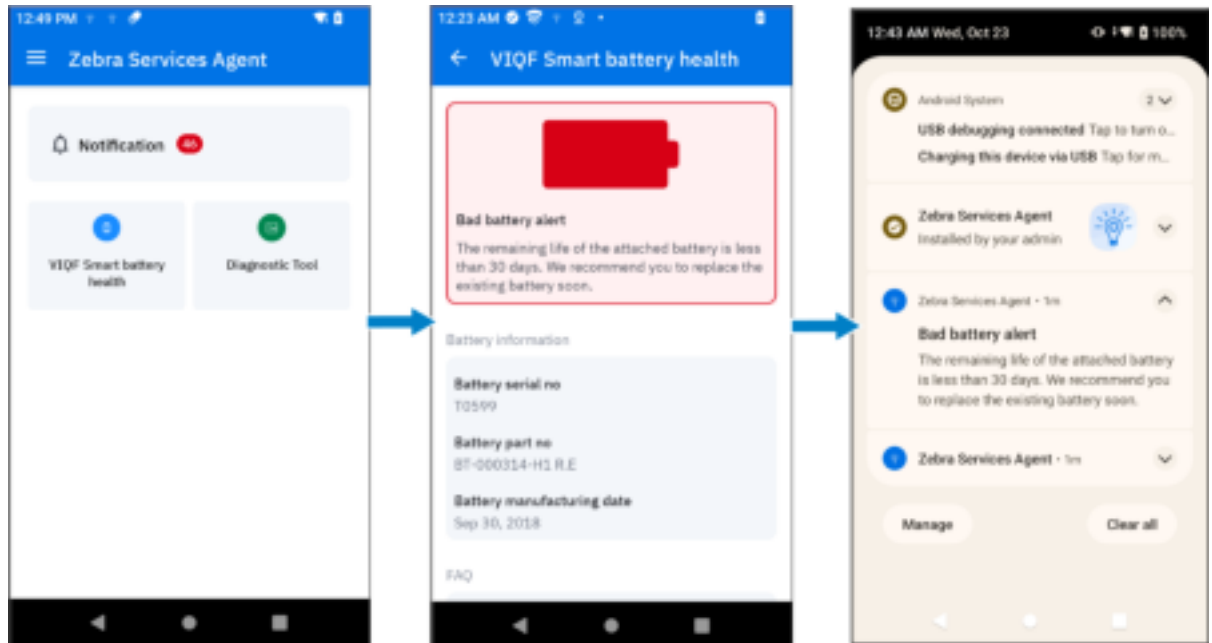 12:49 PM
Zebra Services Agent
Notification 46
VIQF Smart battery
health
Diagnostic Tool
12:23 AM
VIQF Smart battery health
Bad battery alert
The remaining life of the attached battery is less
than 30 days. We recommend you to replace the
existing battery soon.
Battery information
Battery serial no
T0599
Battery part no
BT-000314-H1 R.E
Battery manufacturing date
Sep 30, 2018
FAQ
12:43 AM Wed, Oct 23
100%
Android System
2
USB debugging connected Tap to turn o...
Charging this device via USB Tap for m...
Zebra Services Agent
Installed by your admin
Zebra Services Agent • 1m
Bad battery alert
The remaining life of the attached battery
is less than 30 days. We recommend you
to replace the existing battery soon.
Zebra Services Agent • 1m
Manage
Clear all